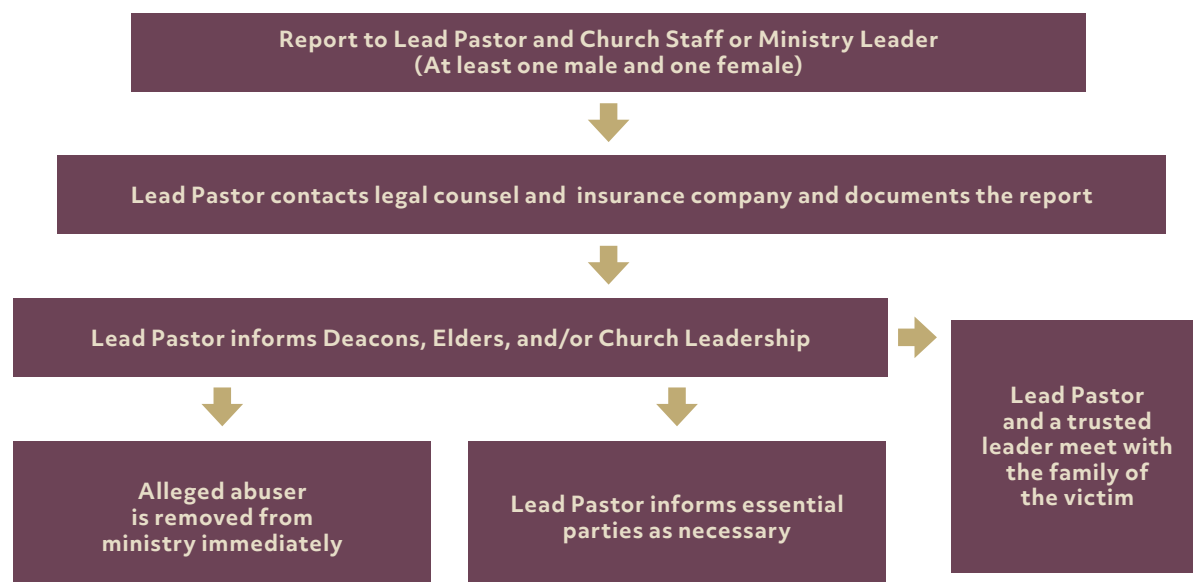 Report to Lead Pastor and Church Staff or Ministry Leader
(At least one male and one female)
Lead Pastor contacts legal counsel and insurance company and documents the report
Lead Pastor informs Deacons, Elders, and/or Church Leadership
Alleged abuser
is removed from
ministry immediately
Lead Pastor informs essential
parties as necessary
Lead Pastor
and a trusted
leader meet with
the family of
the victim